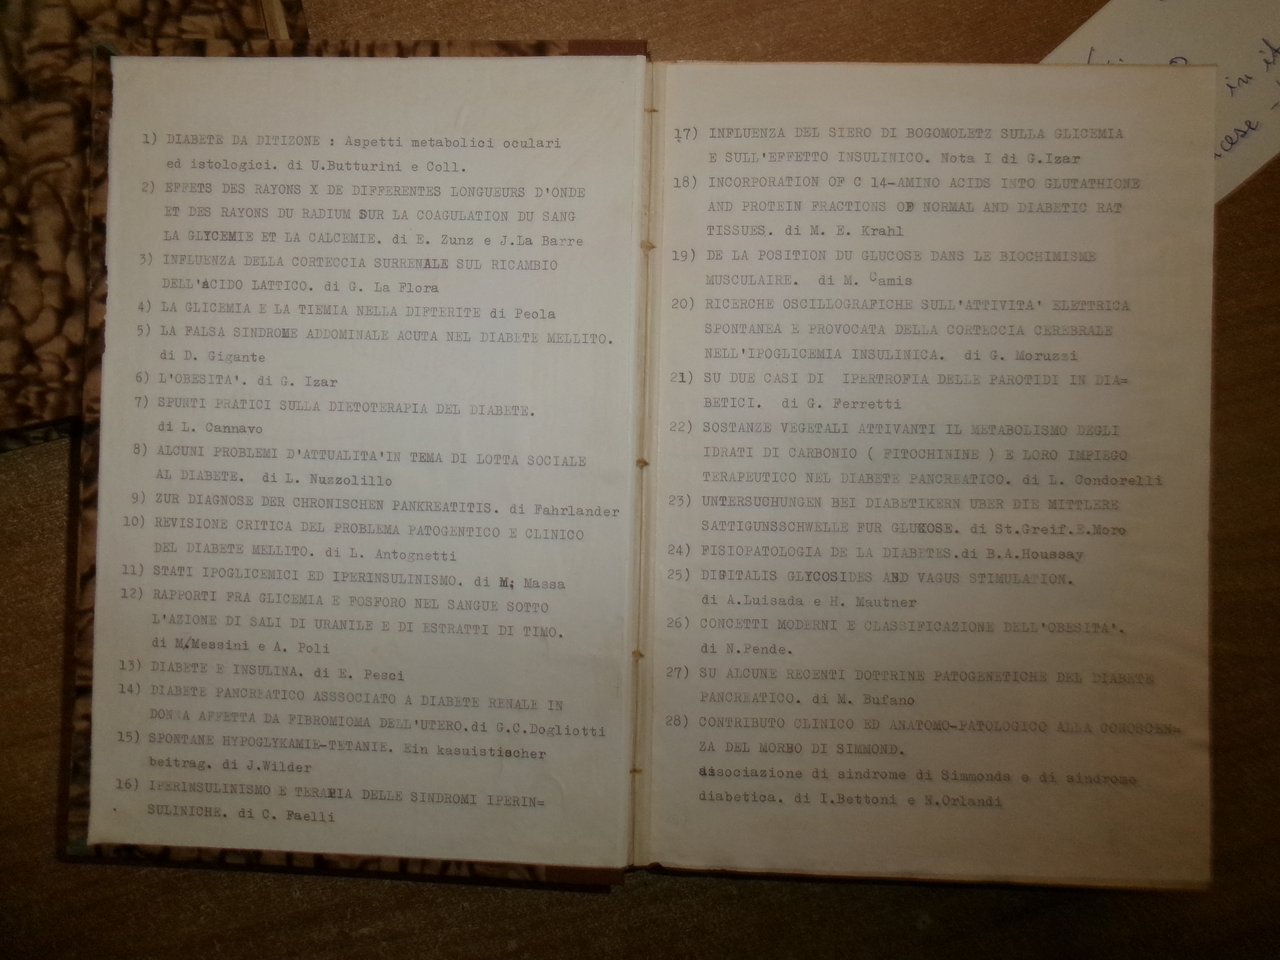 1) DIABETE DA DITIZONE : Aspetti metabolici oculari
ed istologici. di U.Butturini e Coll.
2) EFFETS DES RAYONS X DE DIFFERENTES LONGUEURS D'ONDE
ET DES RAYONS DU RADIUM SUR LA COAGULATION DU SANG
LA GLYCEMIE ET LA CALCEMIE. di E. Zunz e J.La Barre
3) INFLUENZA DELLA CORTECCIA SURRENALE SUL RICAMBIO
DELL'ACIDO LATTICO. di G. La Flora
4) LA GLICEMIA E LA TIEMIA NELLA DIFTERITE di Peola
5) LA FALSA SINDROME ADDOMINALE ACUTA NEL DIABETE MELLITO.
di D. Gigante
6) L'OBESITA'. di G. Izar
7) SPUNTI PRATICI SULLA DIETOTERAPIA DEL DIABETE.
di L. Cannavo
8) ALCUNI PROBLEMI D'ATTUALITA'IN TEMA DI LOTTA SOCIALE
AL DIABETE. di L. Nuzzolillo
9) ZUR DIAGNOSE DER CHRONISCHEN PANKREATITIS. di Fahrlander
10) REVISIONE CRITICA DEL PROBLEMA PATOGENTICO E CLINICO
DEL DIABETE MELLITO. di L. Antognetti
11) STATI IPOGLICEMICI ED IPERINSULINISMO. di M; Massa
12) RAPPORTI FRA GLICEMIA E FOSFORO NEL SANGUE SOTTO
L'AZIONE DI SALI DI URANILE E DI ESTRATTI DI TIMO.
di M.Messini e A. Poli
13) DIABETE E INSULINA. di E. Pesci
14) DIABETE PANCREATICO ASSSOCIATO A DIABETE RENALE IN
DONNA AFFETTA DA FIBROMIOMA DELL'UTERO.di G.C.Dogliotti
15) SPONTANE HYPOGLYKAMIE-TETANIE. Ein kasuistischer
beitrag. di J.Wilder
16) IPERINSULINISMO E TERAPIA DELLE SINDROMI IPERIN=
SULINICHE. di C. Faelli
17) INFLUENZA DEL SIERO DI BOGOMOLETZ SULLA GLICEMIA
E SULL'EFFETTO INSULINICO. Nota I di G.Izar
18) INCORPORATION OF C 14-AMINO ACIDS INTO GLUTATHIONE
AND PROTEIN FRACTIONS OF NORMAL AND DIABETIC RAT
TISSUES. di M. E. Krahl
19) DE LA POSITION DU GLUCOSE DANS LE BIOCHIMISME
MUSCULAIRE. di M. Camis
20) RICERCHE OSCILLOGRAFICHE SULL'ATTIVITA' ELETTRICA
SPONTANEA E PROVOCATA DELLA CORTECCIA CEREBRALE
NELL'IPOGLICEMIA INSULINICA. di G. Moruzzi
21) SU DUE CASI DI IPERTROFIA DELLE PAROTIDI IN DIA=
BETICI. di G. Ferretti
22) SOSTANZE VEGETALI ATTIVANTI IL METABOLISMO DEGLI
IDRATI DI CARBONIO ( FITOCHININE ) E LORO IMPIEGO
TERAPEUTICO NEL DIABETE PANCREATICO. di L. Condorelli
23) UNTERSUCHUNGEN BEI DIABETIKERN UBER DIE MITTLERE
SATTIGUNSSCHWELLE FUR GLUKOSE. di St.Greif.E.Moro
24) FISIOPATOLOGIA DE LA DIABETES.di B.A.Houssay
25) DIGITALIS GLYCOSIDES AND VAGUS STIMULATION.
di A.Luisada e H. Mautner
26) CONCETTI MODERNI E CLASSIFICAZIONE DELL'OBESITA'.
di N.Pende.
27) SU ALCUNE RECENTI DOTTRINE PATOGENETICHE DEL DIABETE
PANCREATICO. di M. Bufano
28) CONTRIBUTO CLINICO ED ANATOMO-PATOLOGICO ALLA CONOSCEN=
ZA DEL MORBO DI SIMMOND.
associazione di sindrome di Simmonds e di sindrome
diabetica. di I.Bettoni e E.Orlandi
in it